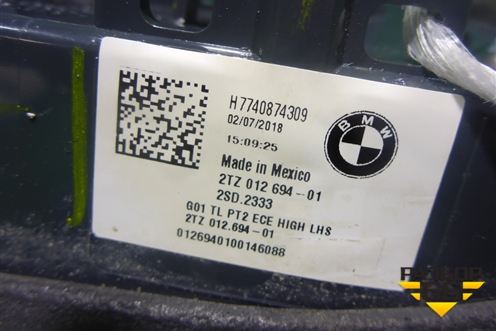 H7740874309
02/07/2018
15:09:25
BMW
Made in Mexico
2TZ 012 694-01
2SD.2333
G01 TL PT2 ECE HIGH LHS
2TZ 012.694-01
0126940100146088